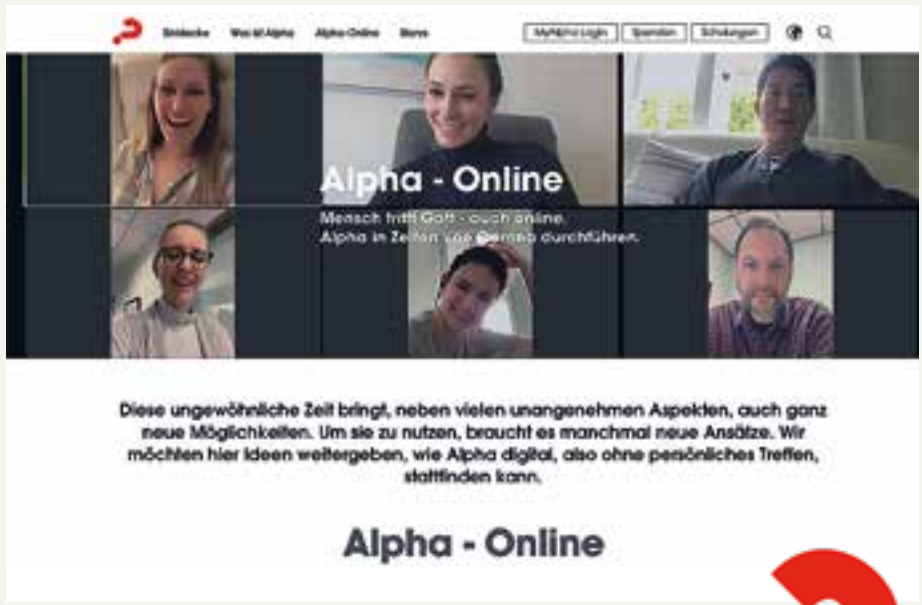 Entdecke Was ist Alpha Alpha-Online Storys MyAlpha Login Spenden Schulungen
Alpha - Online
Mensch trifft Gott - auch online.
Alpha in Zeiten von Corona durchführen.
Diese ungewöhnliche Zeit bringt, neben vielen unangenehmen Aspekten, auch ganz
neue Möglichkeiten. Um sie zu nutzen, braucht es manchmal neue Ansätze. Wir
möchten hier Ideen weitergeben, wie Alpha digital, also ohne persönliches Treffen,
stattfinden kann.
Alpha - Online